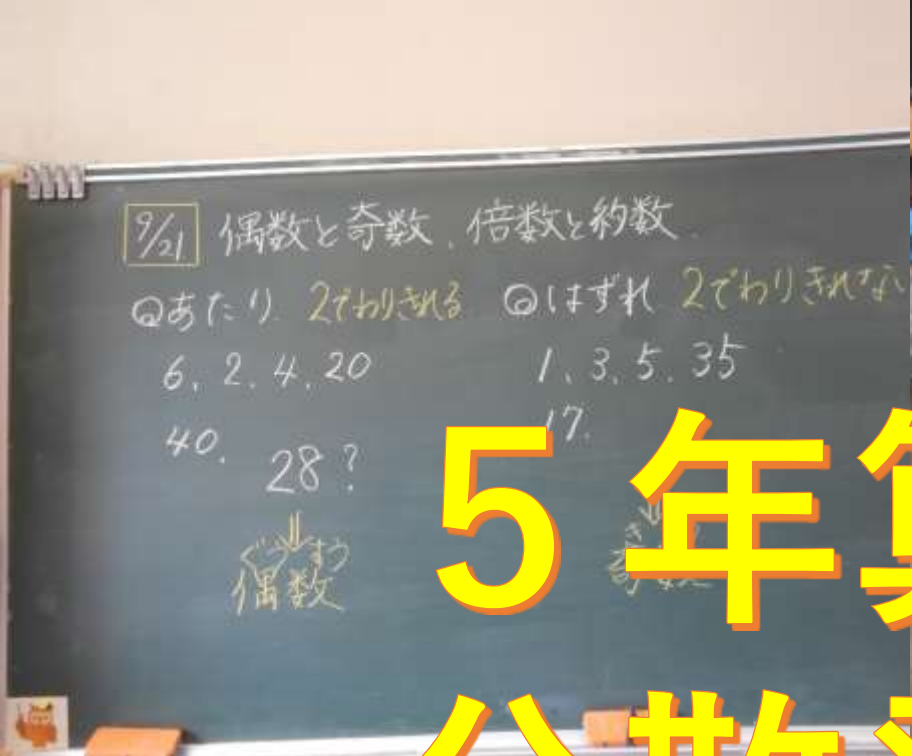 9/21 偶数と奇数、倍数と約数
◎あたり 2でわりきれる
6、2、4、20
40、
28?
ぐう すう
偶数
◎はずれ 2でわりきれない
1、3、5、35
17、
5年